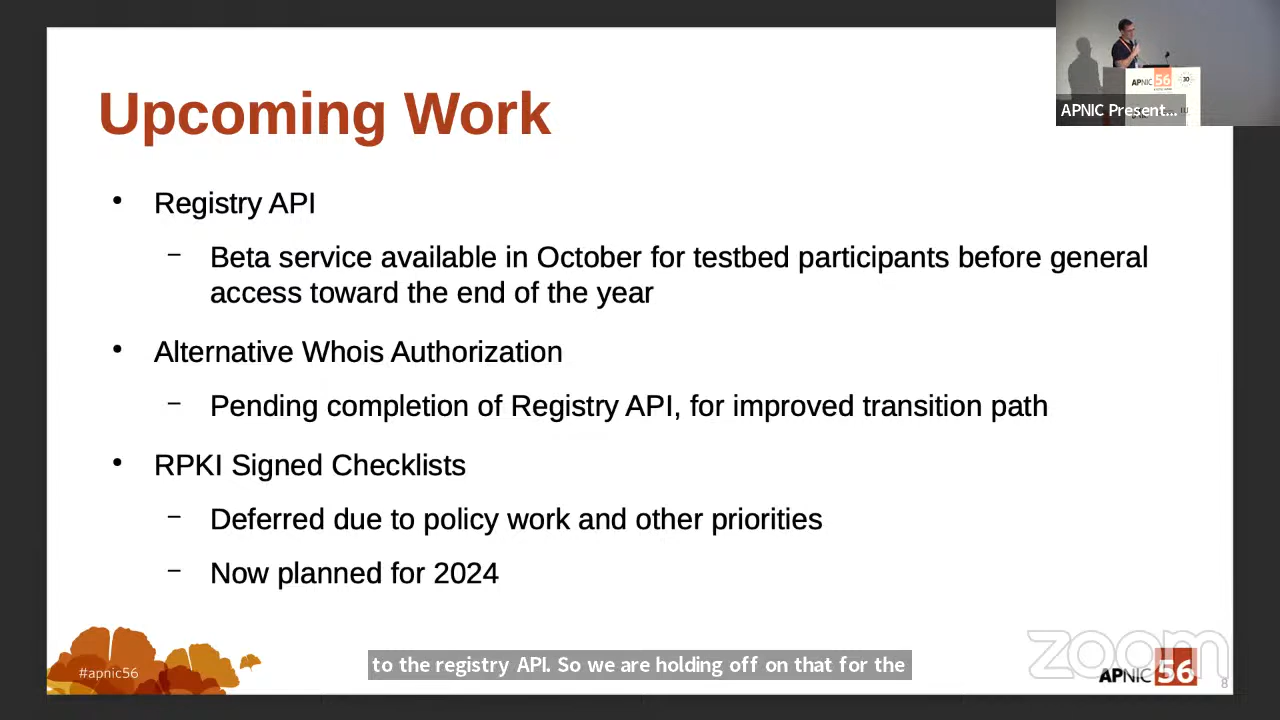 Upcoming Work
• Registry API
– Beta service available in October for testbed participants before general
access toward the end of the year
• Alternative Whois Authorization
– Pending completion of Registry API, for improved transition path
• RPKI Signed Checklists
– Deferred due to policy work and other priorities
– Now planned for 2024
APNIC 56
APNIC Present...
#apnic56
to the registry API. So we are holding off on that for the
zoom
APNIC 56
8